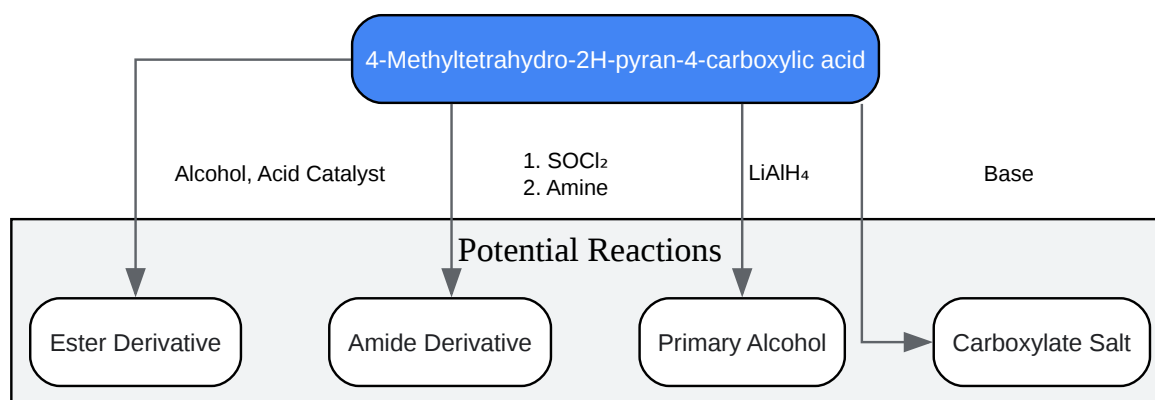 4-Methyltetrahydro-2H-pyran-4-carboxylic acid
Alcohol, Acid Catalyst
1. SOCl₂
2. Amine
LiAlH₄
Base
Potential Reactions
Ester Derivative
Amide Derivative
Primary Alcohol
Carboxylate Salt